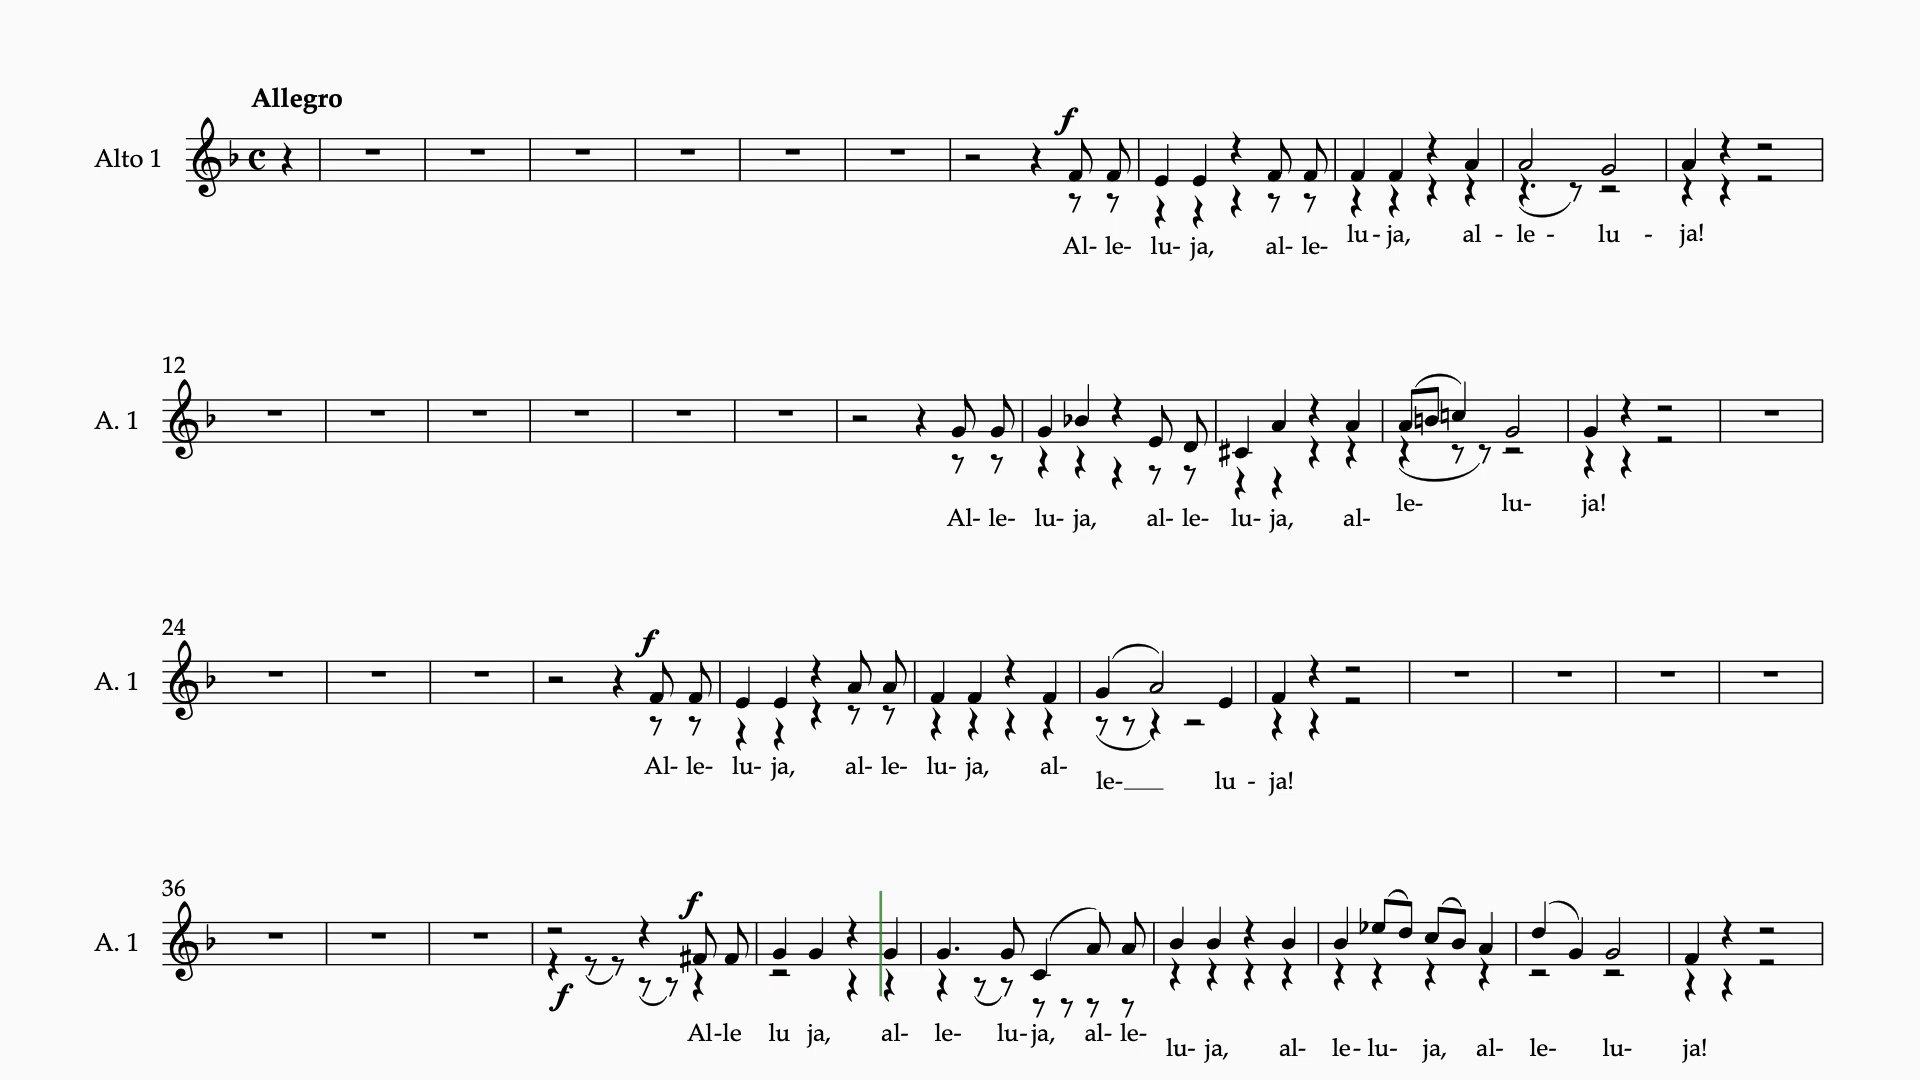 Allegro
f
Alto 1
Al- le- lu- ja, al- le- lu - ja, al - le - lu - ja!
12
A. 1
Al- le- lu- ja, al- le- lu- ja, al- le- lu- ja!
24
f
A. 1
Al- le- lu- ja, al- le- lu- ja, al- le- lu - ja!
36
f
A. 1
f
Al-le lu ja, al- le- lu-ja, al- le- lu- ja, al- le- lu- ja, al- le- lu- ja!